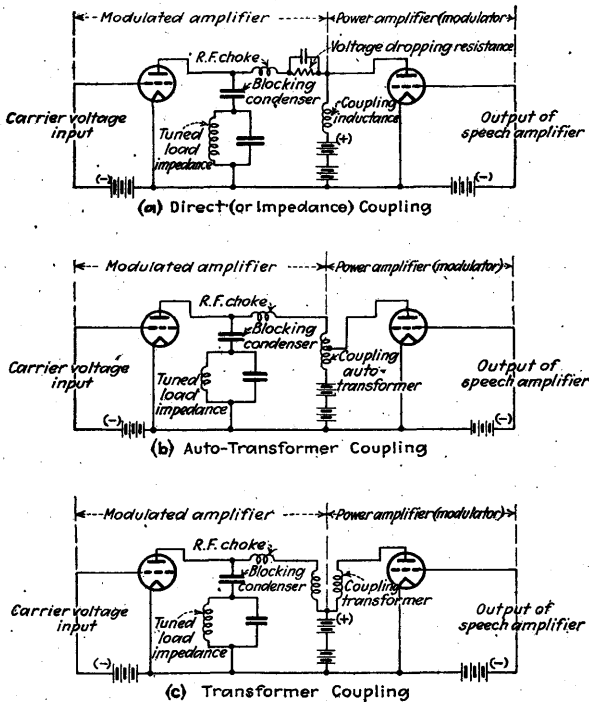 Modulated amplifier
Power amplifier (modulator)
R.F. choke
Voltage dropping resistance
Blocking
condenser
Coupling
inductance
Carrier voltage
input
Tuned
load
impedance
(+)
Output of
speech amplifier
(-)
(-)
(a) Direct (or Impedance) Coupling
Modulated amplifier
Power amplifier (modulator)
R.F. choke
Blocking
condenser
Coupling
auto-
transformer
Carrier voltage
input
Tuned
load
impedance
Output of
speech amplifier
(-)
(-)
(b) Auto-Transformer Coupling
Modulated amplifier
Power amplifier (modulator)
R.F. choke
Blocking
condenser
Coupling
transformer
Carrier voltage
input
Tuned
load
impedance
(+)
Output of
speech amplifier
(-)
(-)
(c) Transformer Coupling